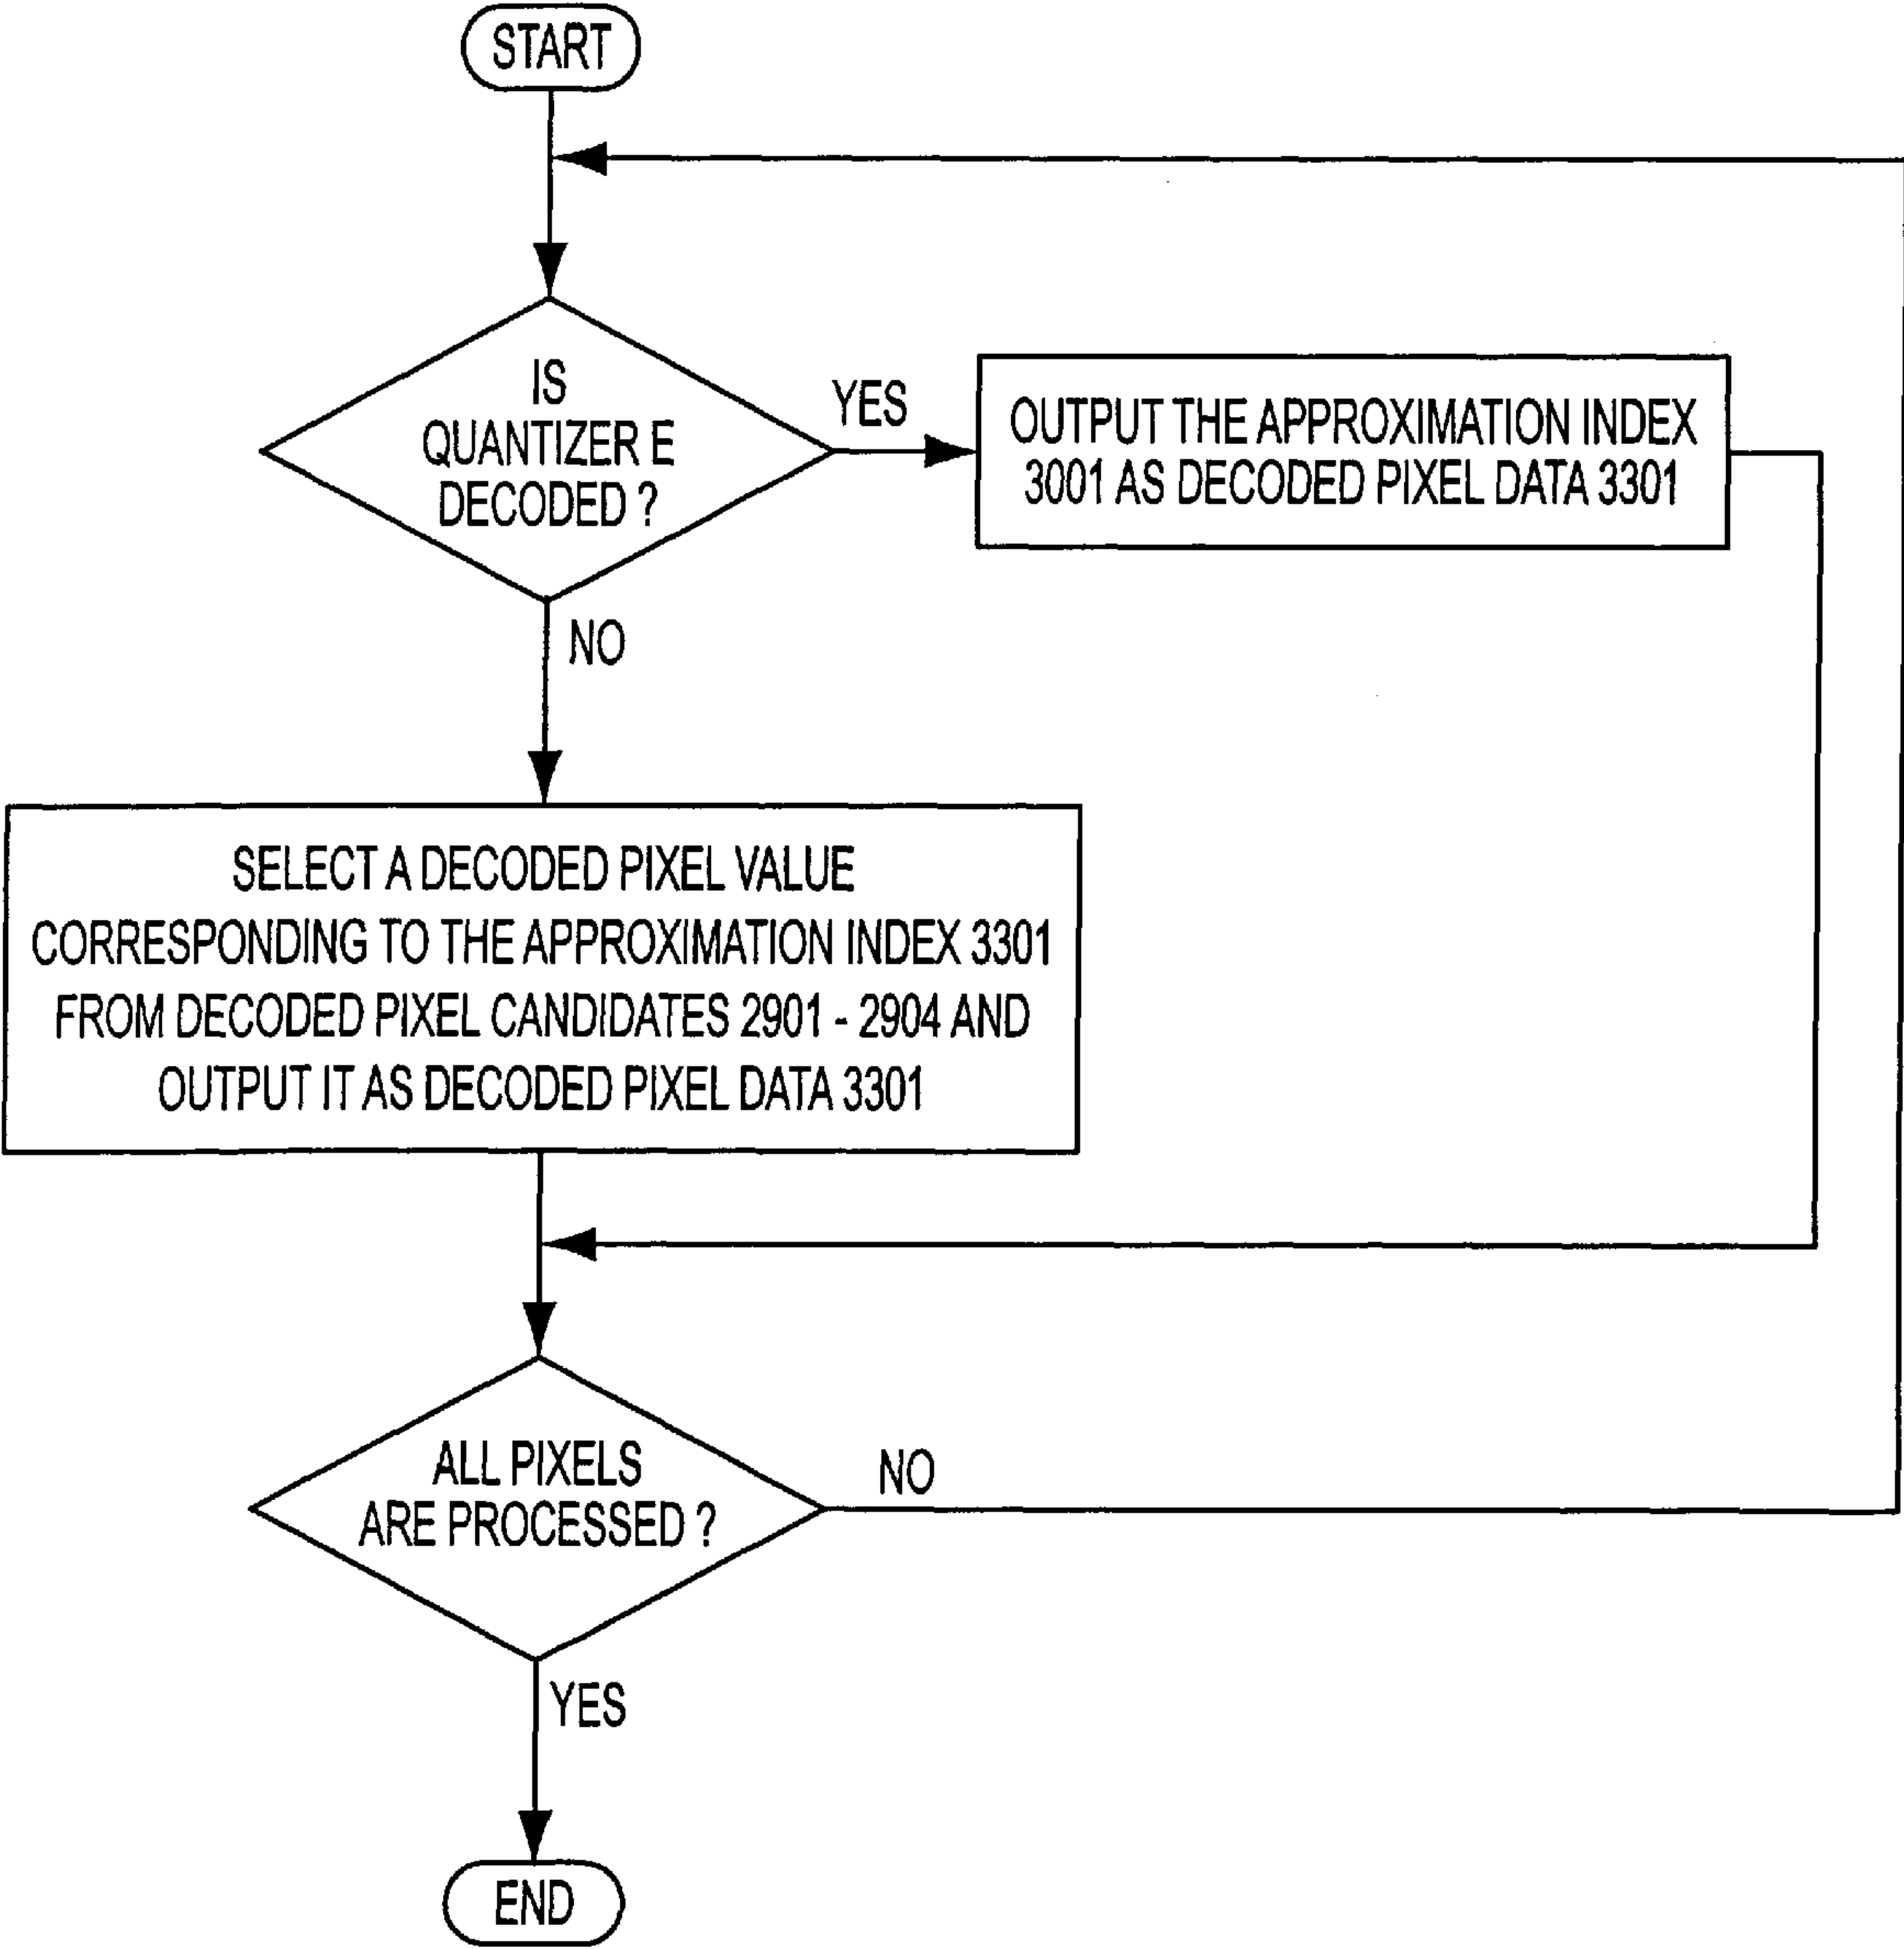 START
IS
QUANTIZER E
DECODED ?
YES
OUTPUT THE APPROXIMATION INDEX
3001 AS DECODED PIXEL DATA 3301
NO
SELECT A DECODED PIXEL VALUE
CORRESPONDING TO THE APPROXIMATION INDEX 3301
FROM DECODED PIXEL CANDIDATES 2901 - 2904 AND
OUTPUT IT AS DECODED PIXEL DATA 3301
ALL PIXELS
ARE PROCESSED ?
NO
YES
END